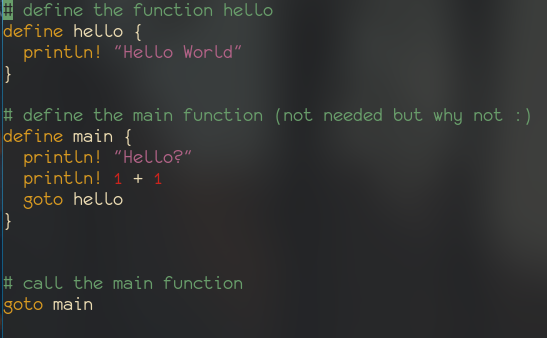 # define the function hello
define hello {
  println! "Hello World"
}

# define the main function (not needed but why not :)
define main {
  println! "Hello?"
  println! 1 + 1
  goto hello
}

# call the main function
goto main